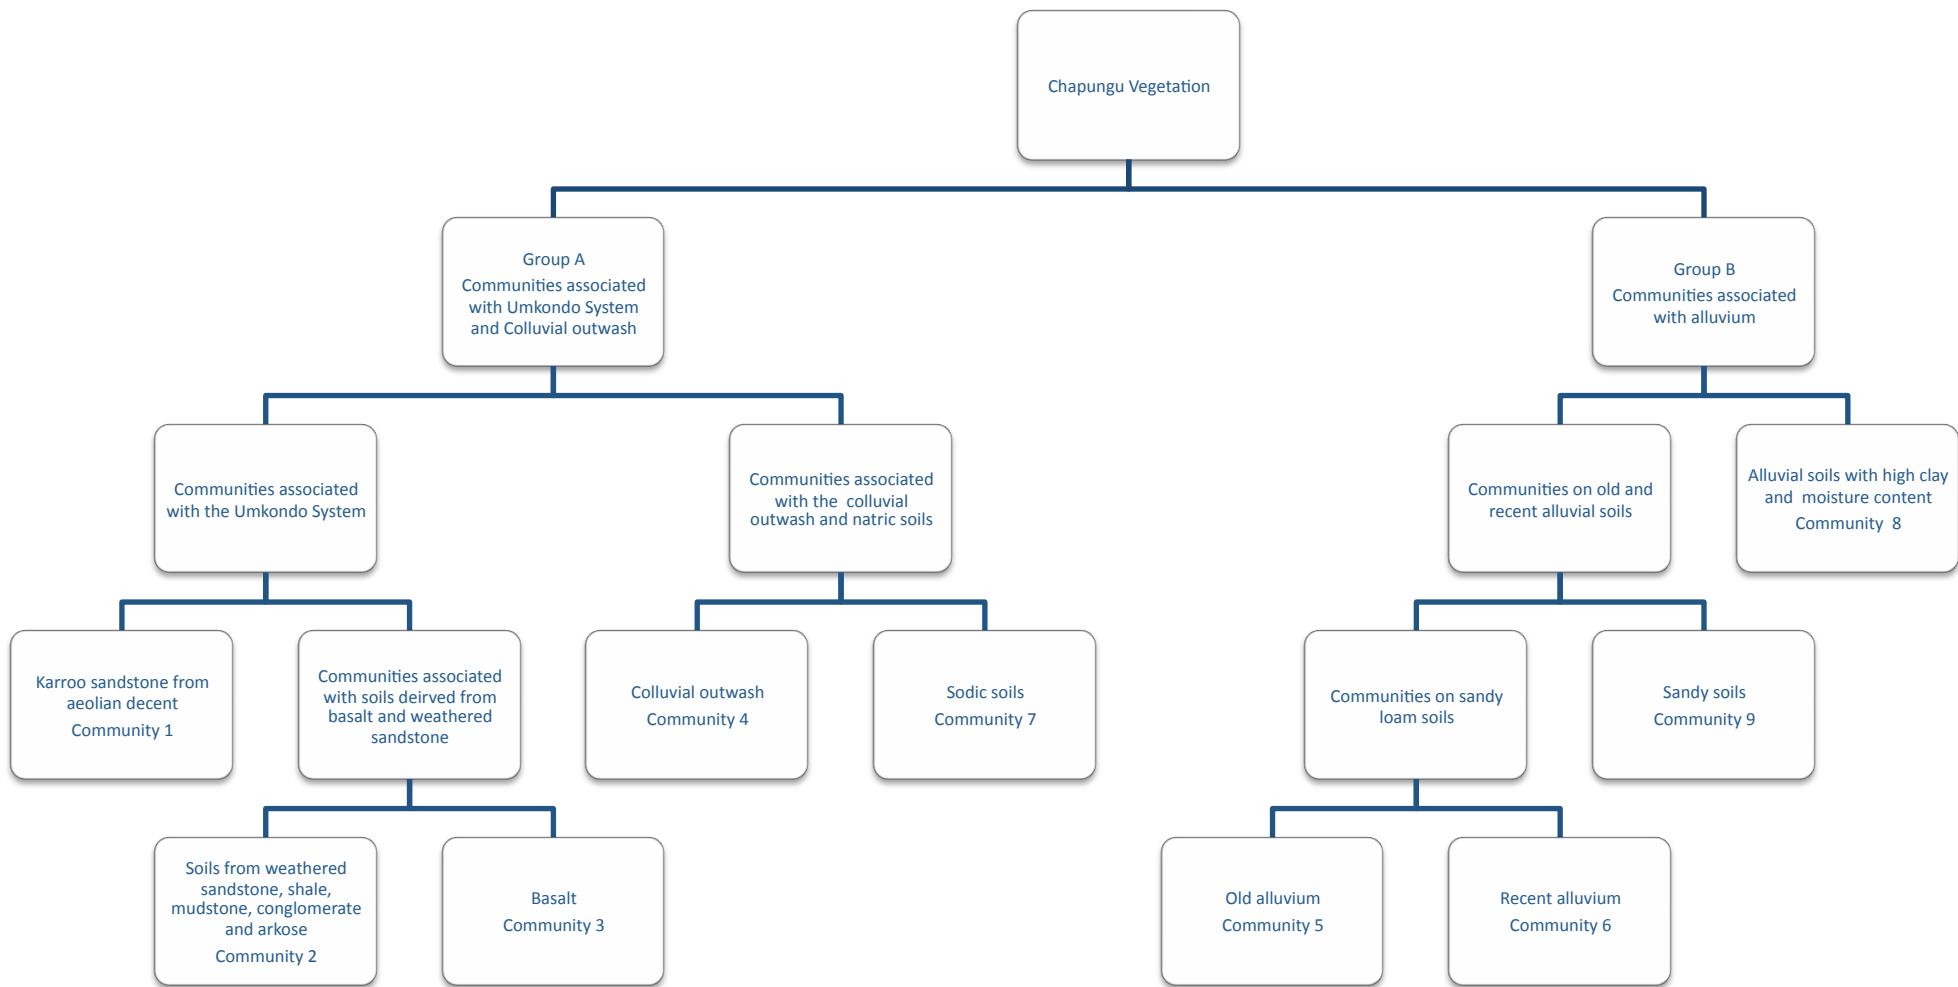 Chapungu Vegetation
Group A
Communities associated
with Umkondo System
and Colluvial outwash
Group B
Communities associated
with alluvium
Communities associated
with the Umkondo System
Communities associated
with the  colluvial
outwash and natric soils
Communities on old and
recent alluvial soils
Alluvial soils with high clay
and  moisture content
Community  8
Karroo sandstone from
aeolian decent
Community 1
Communities associated
with soils deirved from
basalt and weathered
sandstone
Colluvial outwash
Community 4
Sodic soils
Community 7
Communities on sandy
loam soils
Sandy soils
Community 9
Soils from weathered
sandstone, shale,
mudstone, conglomerate
and arkose
Community 2
Basalt
Community 3
Old alluvium
Community 5
Recent alluvium
Community 6